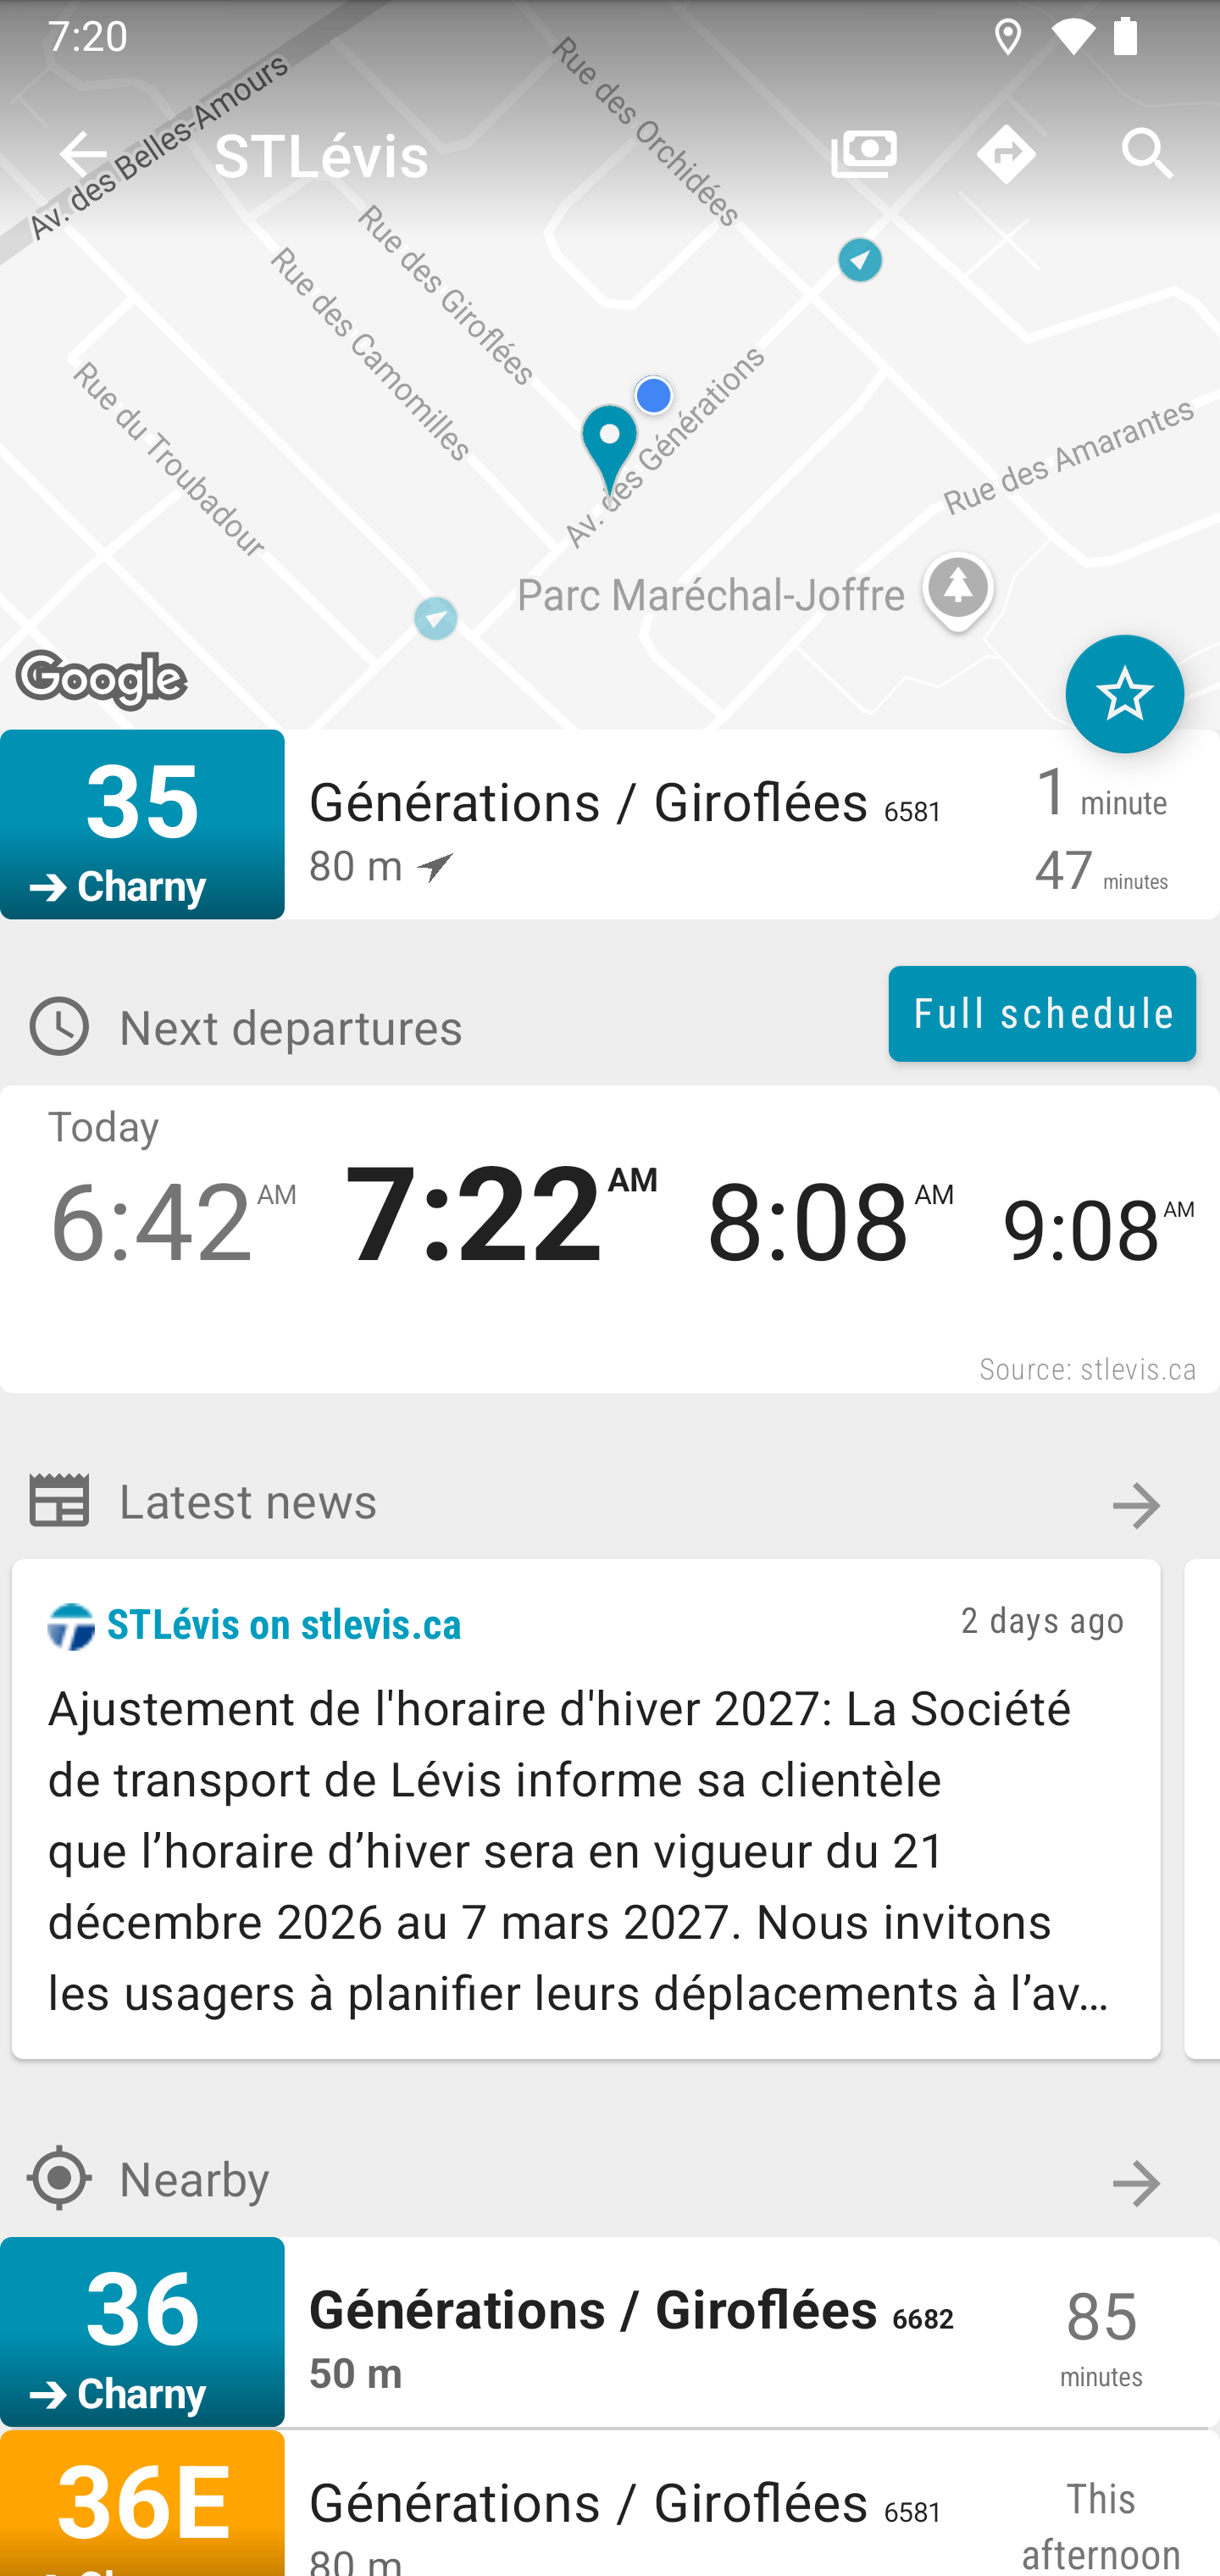 7:20
STLévis
Av. des Belles-Amours
Rue des Orchidées
Rue des Giroflées
Rue des Camomilles
Rue du Troubadour
Av. des Générations
Rue des Amarantes
Parc Maréchal-Joffre
Google
35
→ Charny
Générations / Giroflées 6581
80 m
1 minute
47 minutes
Next departures
Full schedule
Today
6:42 AM 7:22 AM 8:08 AM 9:08 AM
Source: stlevis.ca
Latest news
STLévis on stlevis.ca
2 days ago
Ajustement de l'horaire d'hiver 2027: La Société
de transport de Lévis informe sa clientèle
que l’horaire d’hiver sera en vigueur du 21
décembre 2026 au 7 mars 2027. Nous invitons
les usagers à planifier leurs déplacements à l’av…
Nearby
36
→ Charny
Générations / Giroflées 6682
50 m
85
minutes
36E
Générations / Giroflées 6581
80 m
This
afternoon